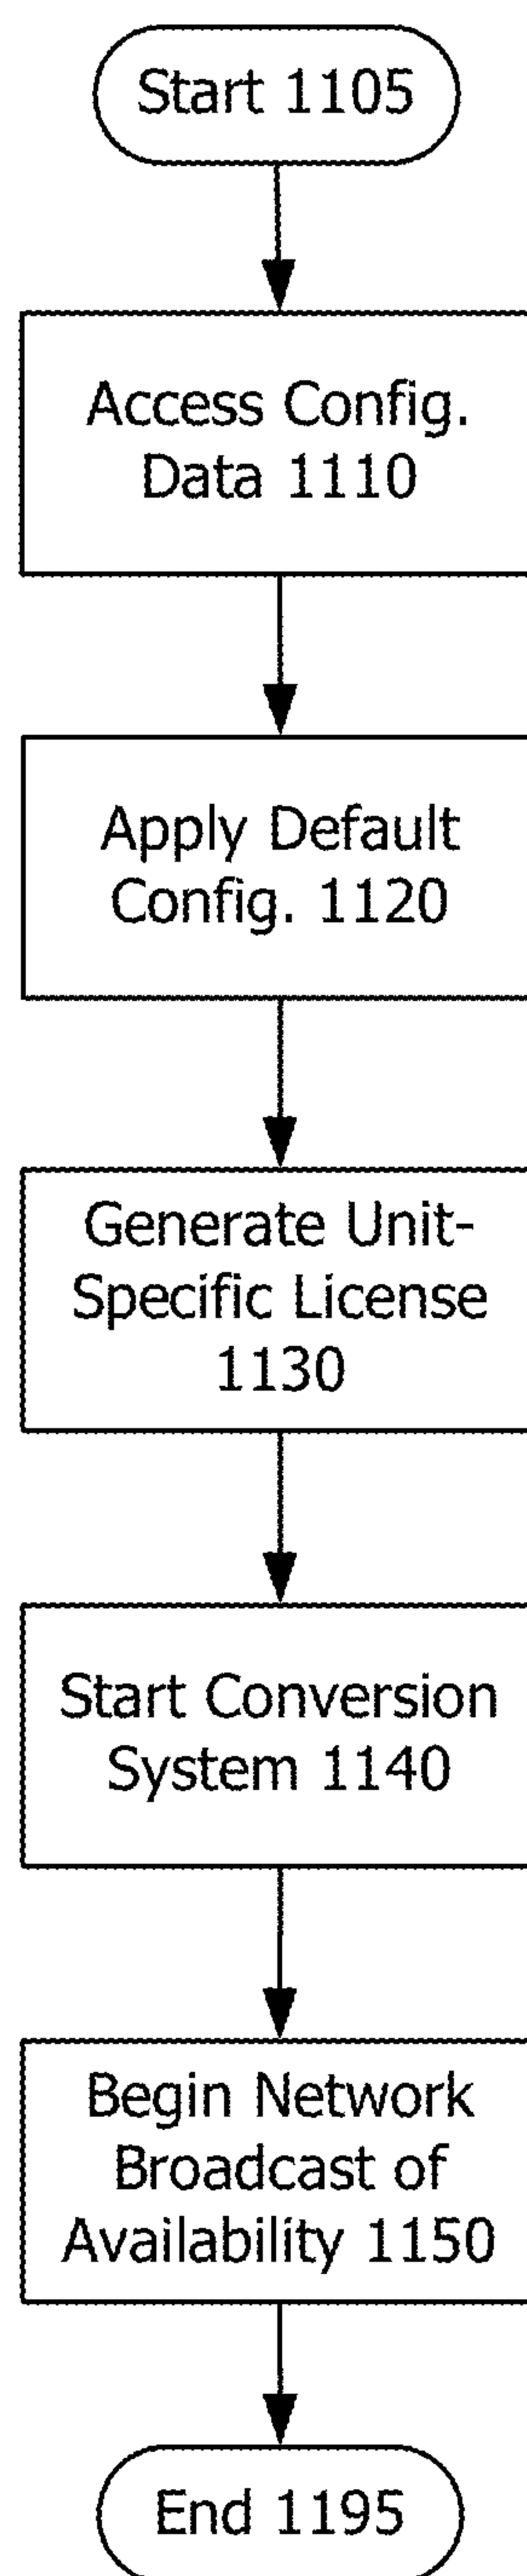 Start 1105
Access Config.
Data 1110
Apply Default
Config. 1120
Generate Unit-
Specific License
1130
Start Conversion
System 1140
Begin Network
Broadcast of
Availability 1150
End 1195